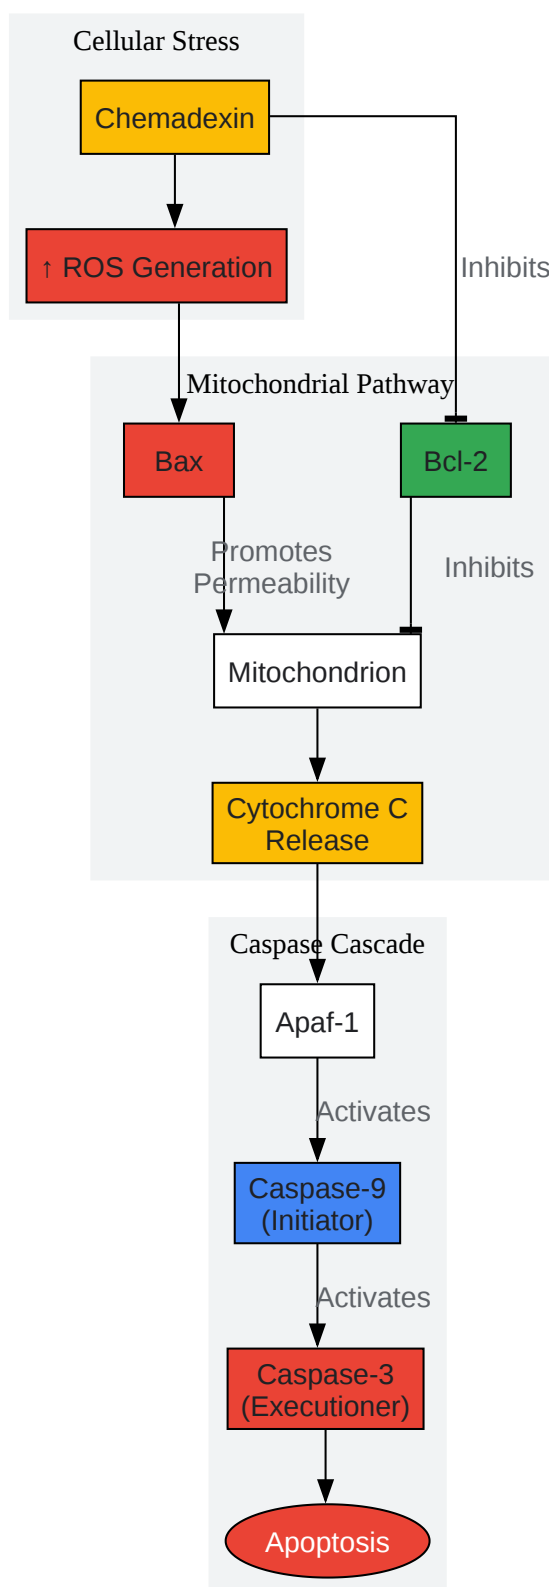 Cellular Stress
Chemadexin
↑ ROS Generation
Inhibits
Mitochondrial Pathway
Bax
Bcl-2
Promotes
Permeability
Inhibits
Mitochondrion
Cytochrome C
Release
Caspase Cascade
Apaf-1
Activates
Caspase-9
(Initiator)
Activates
Caspase-3
(Executioner)
Apoptosis